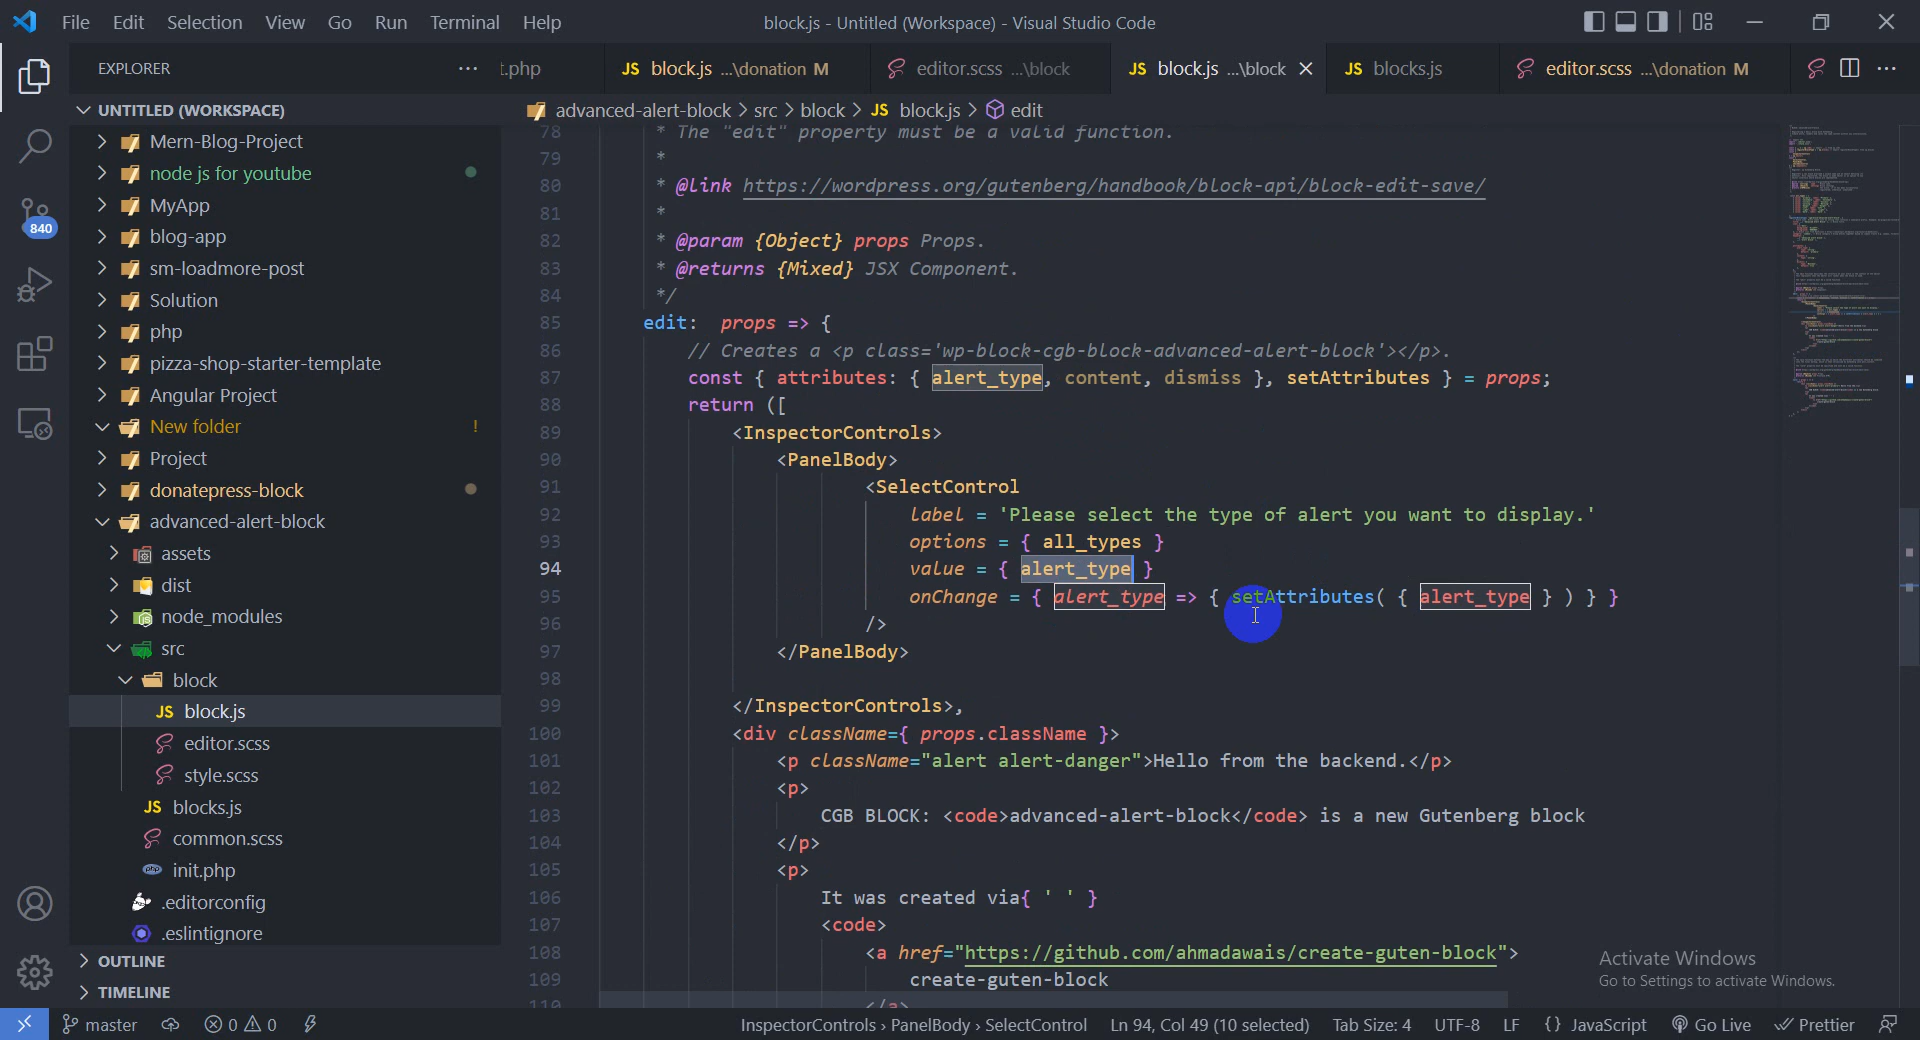 File Edit Selection View Go Run Terminal Help
block.js - Untitled (Workspace) - Visual Studio Code
EXPLORER
t.php
JS block.js ...\donation M
editor.scss ...\block
JS block.js ...\block
JS blocks.js
editor.scss ...\donation M
UNTITLED (WORKSPACE)
advanced-alert-block > src > block > JS block.js > edit
Mern-Blog-Project
node js for youtube
MyApp
blog-app
sm-loadmore-post
Solution
php
pizza-shop-starter-template
Angular Project
New folder !
Project
donatepress-block
advanced-alert-block
assets
dist
node_modules
src
block
JS block.js
editor.scss
style.scss
JS blocks.js
common.scss
php init.php
.editorconfig
.eslintignore
OUTLINE
TIMELINE
840
78 * The "edit" property must be a valid function.
79 *
80 * @link https://wordpress.org/gutenberg/handbook/block-api/block-edit-save/
81 *
82 * @param {Object} props Props.
83 * @returns {Mixed} JSX Component.
84 */
85 edit: props => {
86 // Creates a <p class='wp-block-cgb-block-advanced-alert-block'></p>.
87 const { attributes: { alert_type, content, dismiss }, setAttributes } = props;
88 return ([
89 <InspectorControls>
90 <PanelBody>
91 <SelectControl
92 label = 'Please select the type of alert you want to display.'
93 options = { all_types }
94 value = { alert_type }
95 onChange = { alert_type => { setAttributes( { alert_type } ) } }
96 />
97 </PanelBody>
98
99 </InspectorControls>,
100 <div className={ props.className }>
101 <p className="alert alert-danger">Hello from the backend.</p>
102 <p>
103 CGB BLOCK: <code>advanced-alert-block</code> is a new Gutenberg block
104 </p>
105 <p>
106 It was created via{ ' ' }
107 <code>
108 <a href="https://github.com/ahmadawais/create-guten-block">
109 create-guten-block
110 </a>
Activate Windows
Go to Settings to activate Windows.
master 0 0 InspectorControls › PanelBody › SelectControl Ln 94, Col 49 (10 selected) Tab Size: 4 UTF-8 LF {} JavaScript Go Live Prettier